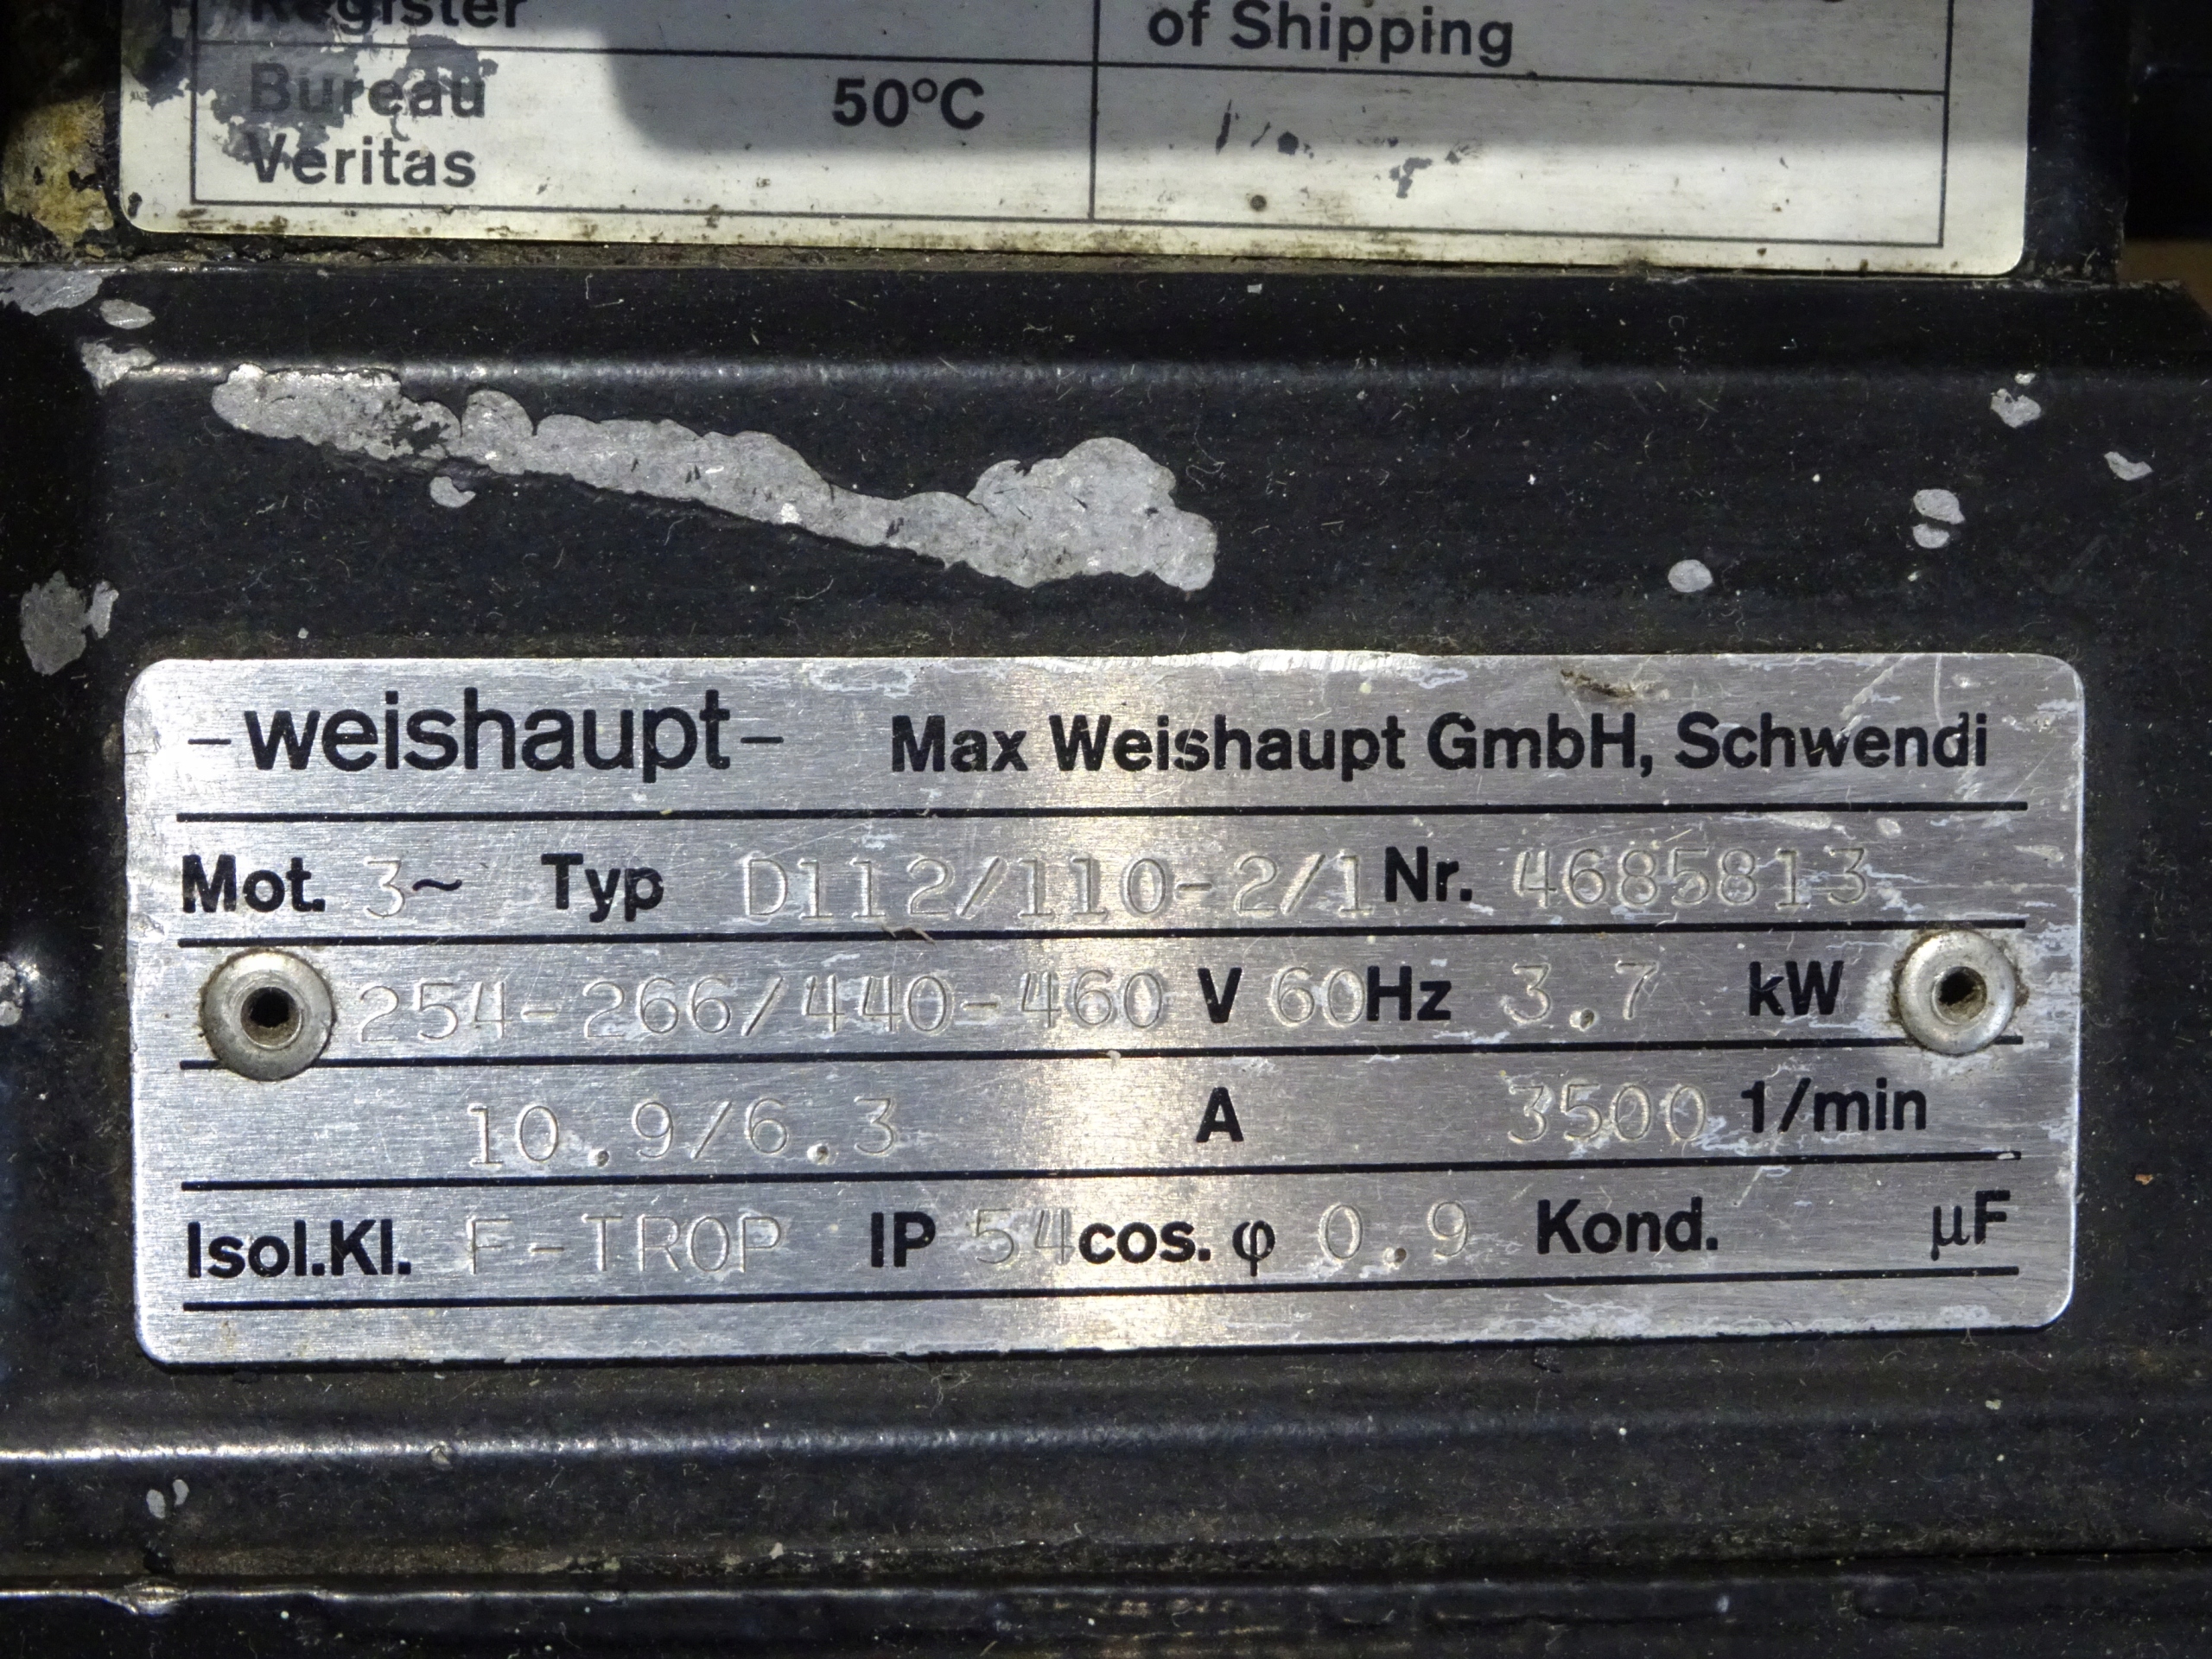 Register
of Shipping
Bureau
Veritas
50°C
-weishaupt- Max Weishaupt GmbH, Schwendi
Mot. 3~ Typ D112/110-2/1 Nr. 4685813
254-266/440-460 V 60Hz 3.7 kW
10.9/6.3 A 3500 1/min
Isol.Kl. F-TROP IP 54 cos. φ 0.9 Kond. µF